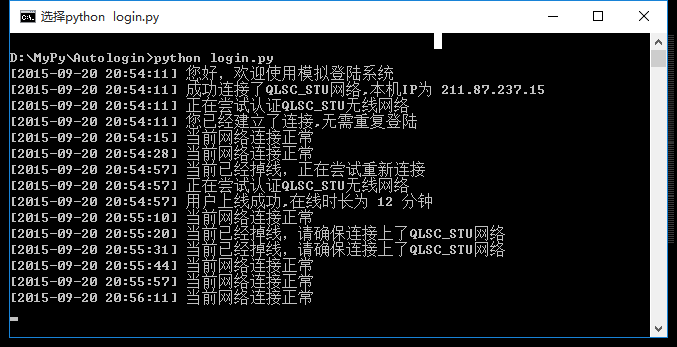 选择python login.py
D:\MyPy\Autologin>python login.py
[2015-09-20 20:54:11] 您好，欢迎使用模拟登陆系统
[2015-09-20 20:54:11] 成功连接了QLSC_STU网络,本机IP为 211.87.237.15
[2015-09-20 20:54:11] 正在尝试认证QLSC_STU无线网络
[2015-09-20 20:54:11] 您已经建立了连接,无需重复登陆
[2015-09-20 20:54:15] 当前网络连接正常
[2015-09-20 20:54:28] 当前网络连接正常
[2015-09-20 20:54:57] 当前已经掉线，正在尝试重新连接
[2015-09-20 20:54:57] 正在尝试认证QLSC_STU无线网络
[2015-09-20 20:54:57] 用户上线成功,在线时长为 12 分钟
[2015-09-20 20:55:10] 当前网络连接正常
[2015-09-20 20:55:20] 当前已经掉线，请确保连接上了QLSC_STU网络
[2015-09-20 20:55:31] 当前已经掉线，请确保连接上了QLSC_STU网络
[2015-09-20 20:55:44] 当前网络连接正常
[2015-09-20 20:55:57] 当前网络连接正常
[2015-09-20 20:56:11] 当前网络连接正常